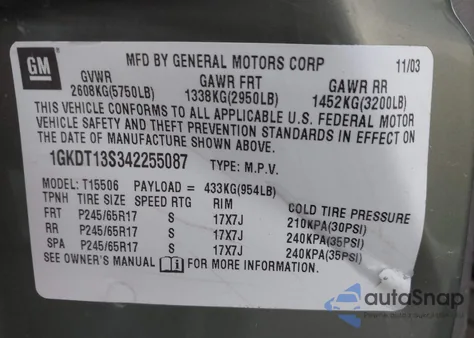 GM
MFD BY GENERAL MOTORS CORP 11/03
GVWR GAWR FRT GAWR RR
2608KG(5750LB) 1338KG(2950LB) 1452KG(3200LB)
THIS VEHICLE CONFORMS TO ALL APPLICABLE U.S. FEDERAL MOTOR
VEHICLE SAFETY AND THEFT PREVENTION STANDARDS IN EFFECT ON
THE DATE OF MANUFACTURE SHOWN ABOVE.
1GKDT13S342255087 TYPE: M.P.V.
MODEL: T15506 PAYLOAD = 433KG(954LB)
TPNH TIRE SIZE SPEED RTG RIM COLD TIRE PRESSURE
FRT P245/65R17 S 17X7J 210KPA(30PSI)
RR P245/65R17 S 17X7J 240KPA(35PSI)
SPA P245/65R17 S 17X7J 240KPA(35PSI)
SEE OWNER'S MANUAL FOR MORE INFORMATION.
autoSnap